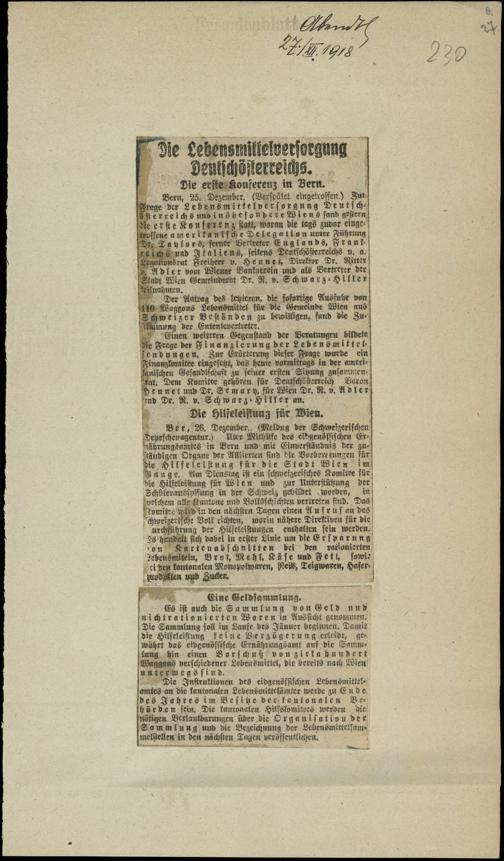 Fremdenblatt
Abendbl
27./XII. 1918
27
230
Die Lebensmittelversorgung
Deutschösterreichs.
Die erste Konferenz in Bern.
Bern, 25. Dezember. (Verspätet eingetroffen.) Zur
Frage der Lebensmittelversorgung Deutsch-
österreichs und insbesondere Wiens fand gestern
die erste Konferenz statt, woran die tags zuvor einge-
troffene amerikanische Delegation unter Führung
Dr. Taylors, ferner Vertreter Englands, Frank-
reichs und Italiens, seitens Deutschösterreichs u. a.
Legationsrat Freiherr v. Hennet, Direktor Dr. Ritter
v. Adler vom Wiener Bankverein und als Vertreter der
Stadt Wien Gemeinderat Dr. R. v. Schwarz-Hiller
teilnahmen.
Der Antrag des letzteren, die sofortige Ausfuhr von
110 Waggons Lebensmittel für die Gemeinde Wien aus
Schweizer Beständen zu bewilligen, fand die Zu-
stimmung der Ententevertreter.
Einen weiteren Gegenstand der Beratungen bildete
die Frage der Finanzierung der Lebensmittel-
sendungen. Zur Erörterung dieser Frage wurde ein
Finanzkomitee eingesetzt, das heute vormittags in der ameri-
kanischen Gesandtschaft zu seiner ersten Sitzung zusammen-
trat. Dem Komitee gehören für Deutschösterreich Baron
Hennet und Dr. Semary, für Wien Dr. R. v. Adler
und Dr. R. v. Schwarz-Hiller an.
Die Hilfeleistung für Wien.
Ber, 26. Dezember. (Meldung der Schweizerischen
Depeschenagentur.) Unter Mithilfe des eidgenössischen Er-
nährungsamtes in Bern und mit Einverständnis der zu-
ständigen Organe der Alliierten sind die Vorbereitungen für
die Hilfeleistung für die Stadt Wien im
Gange. Am Dienstag ist ein schweizerisches Komitee für
die Hilfeleistung für Wien und zur Unterstützung der
in der Schweiz gebildet worden, in
welchem alle Kantone und Volksschichten vertreten sind. Das
Komitee wird in den nächsten Tagen einen Aufruf an das
schweizerische Volk richten, worin nähere Direktiven für die
Durchführung der Hilfeleistungen enthalten sein werden.
Es handelt sich dabei in erster Linie um die Ersparung
von Kartenabschnitten bei den rationierten
Lebensmitteln, Brot, Mehl, Käse und Fett, sowie
bei den kantonalen Monopolwaren, Reis, Teigwaren, Hafer-
produkten und Zucker.
Eine Geldsammlung.
Es ist auch die Sammlung von Geld und
nichtrationierten Waren in Aussicht genommen.
Die Sammlung soll im Laufe des Jänner beginnen. Damit
die Hilfeleistung keine Verzögerung erleide, ge-
währt das eidgenössische Ernährungsamt auf die Samm-
lung hin einen Vorschuß von zirka hundert
Waggons verschiedener Lebensmittel, die bereits nach Wien
unterwegs sind.
Die Instruktionen des eidgenössischen Lebensmittel-
amtes an die kantonalen Lebensmittelämter werde zu Ende
des Jahres im Besitze der kantonalen Be-
hörden sein. Die kantonalen Hilfskomitees werden die
nötigen Verlautbarungen über die Organisation der
Sammlung und die Bezeichnung der Lebensmittelsam-
melstellen in den nächsten Tagen veröffentlichen.